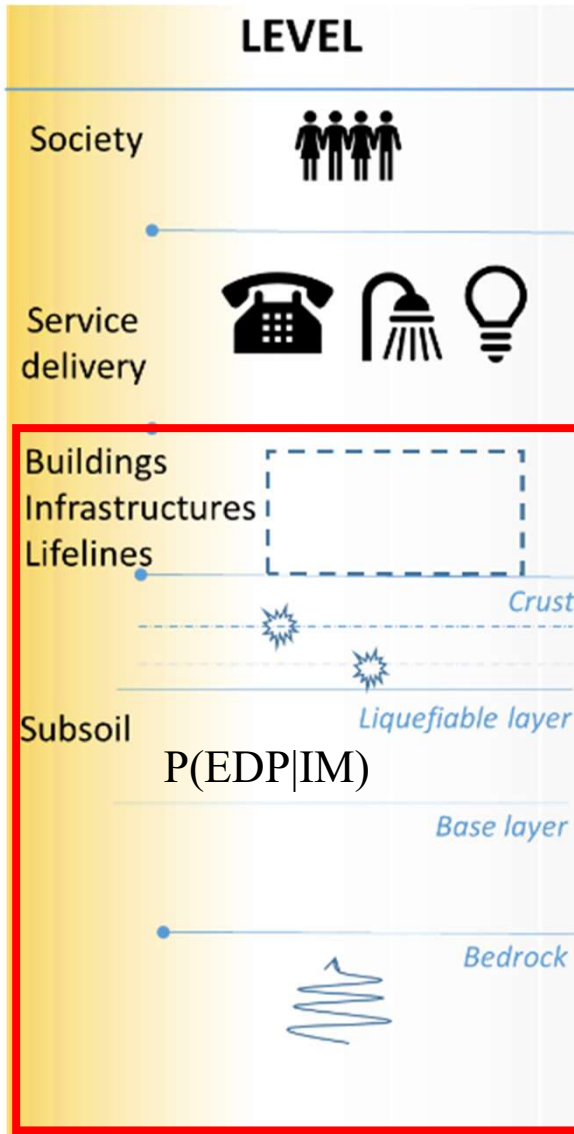 LEVEL
Society
Service
delivery
Buildings
Infrastructures
Lifelines
Crust
Subsoil
Liquefiable layer
P(EDP|IM)
Base layer
Bedrock